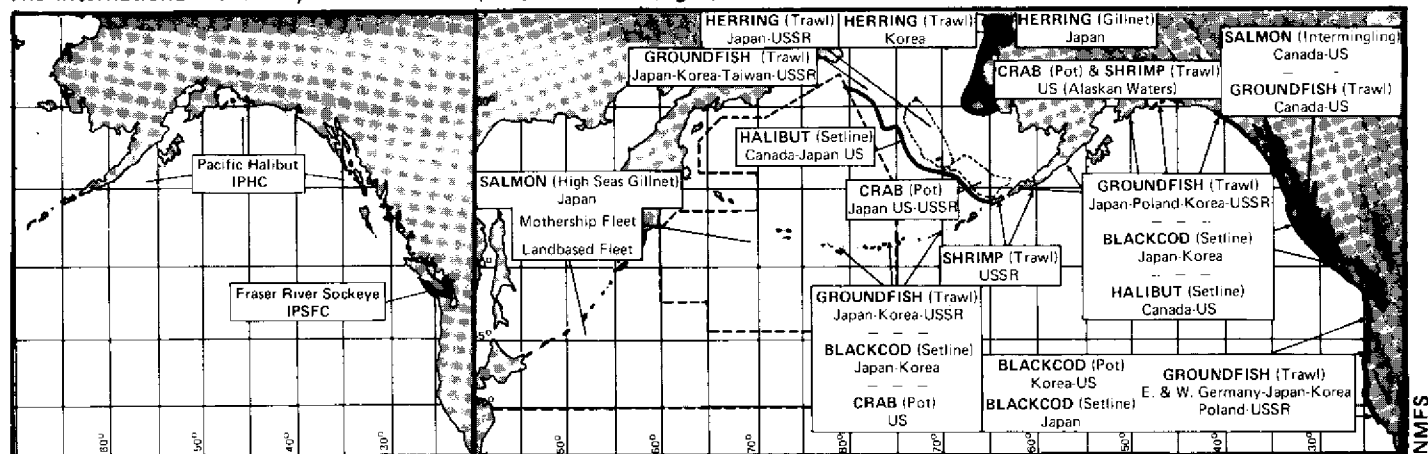 Pacific Halibut
IPHC
Fraser River Sockeye
IPSFC
HERRING (Trawl)
Japan-USSR
HERRING (Trawl)
Korea
HERRING (Gillnet)
Japan
GROUNDFISH (Trawl)
Japan-Korea-Taiwan-USSR
CRAB (Pot) & SHRIMP (Trawl)
US (Alaskan Waters)
SALMON (Intermingling)
Canada-US
GROUNDFISH (Trawl)
Canada-US
HALIBUT (Setline)
Canada-Japan US
SALMON (High Seas Gillnet)
Japan
Mothership Fleet
Landbased Fleet
CRAB (Pot)
Japan US-USSR
SHRIMP (Trawl)
USSR
GROUNDFISH (Trawl)
Japan-Poland-Korea-USSR
BLACKCOD (Setline)
Japan-Korea
HALIBUT (Setline)
Canada-US
GROUNDFISH (Trawl)
Japan-Korea-USSR
BLACKCOD (Setline)
Japan-Korea
CRAB (Pot)
US
BLACKCOD (Pot)
Korea-US
BLACKCOD (Setline)
Japan
GROUNDFISH (Trawl)
E. & W. Germany-Japan-Korea
Poland-USSR
NMFS